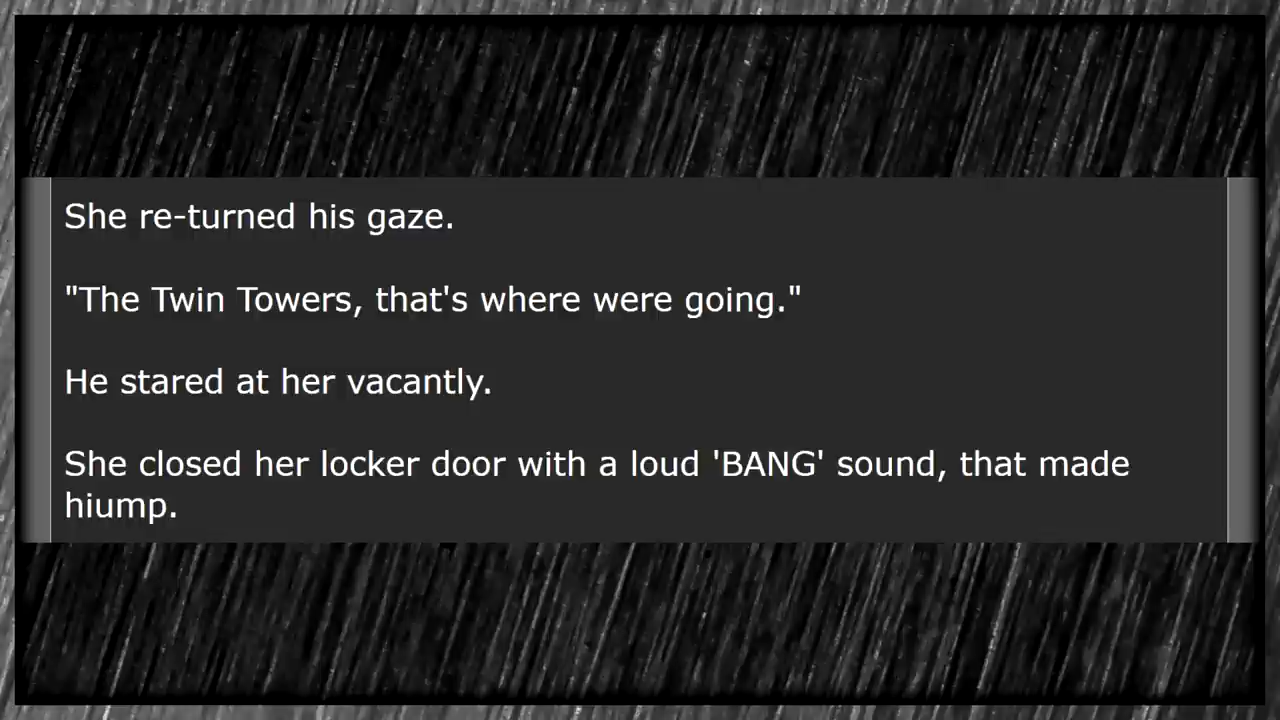 She re-turned his gaze.
"The Twin Towers, that's where were going."
He stared at her vacantly.
She closed her locker door with a loud 'BANG' sound, that made
hiump.